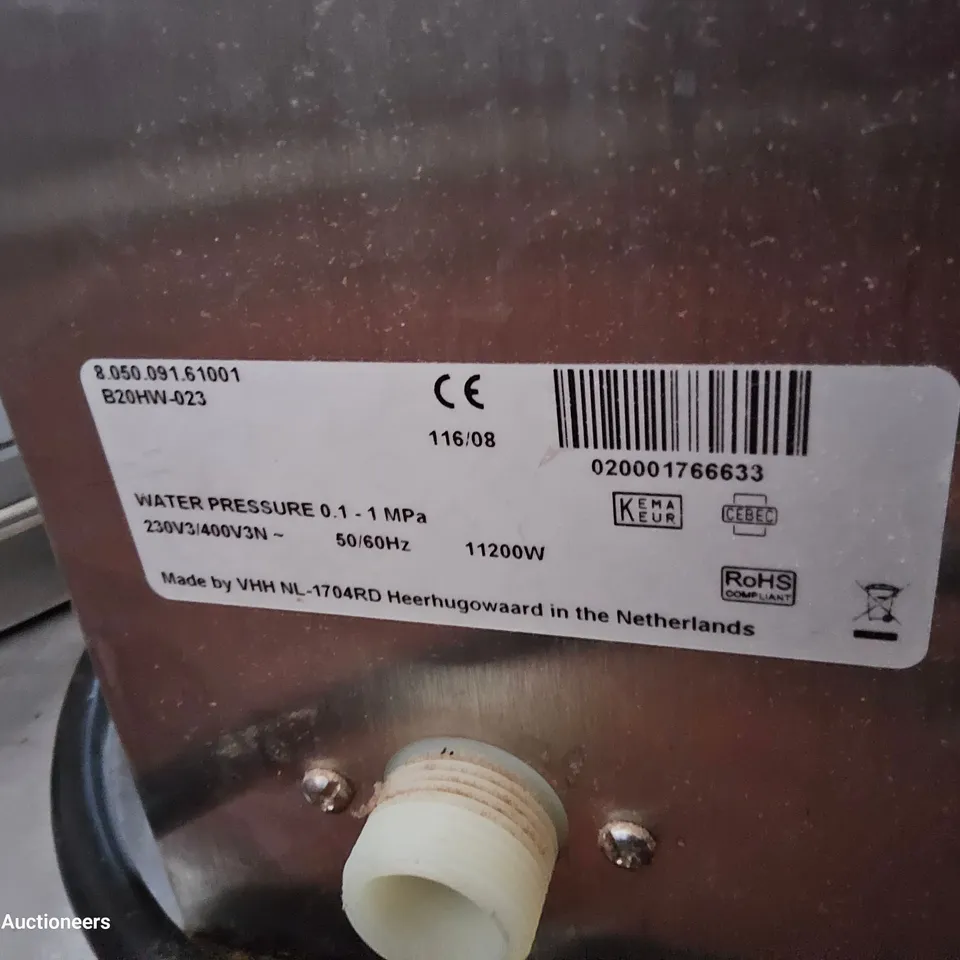 8.050.091.61001
B20HW-023
CE
116/08
020001766633
WATER PRESSURE 0.1 - 1 MPa
230V3/400V3N ~ 50/60Hz 11200W
KEMA
EUR
CEBEC
RoHS
COMPLIANT
Made by VHH NL-1704RD Heerhugowaard in the Netherlands
Auctioneers